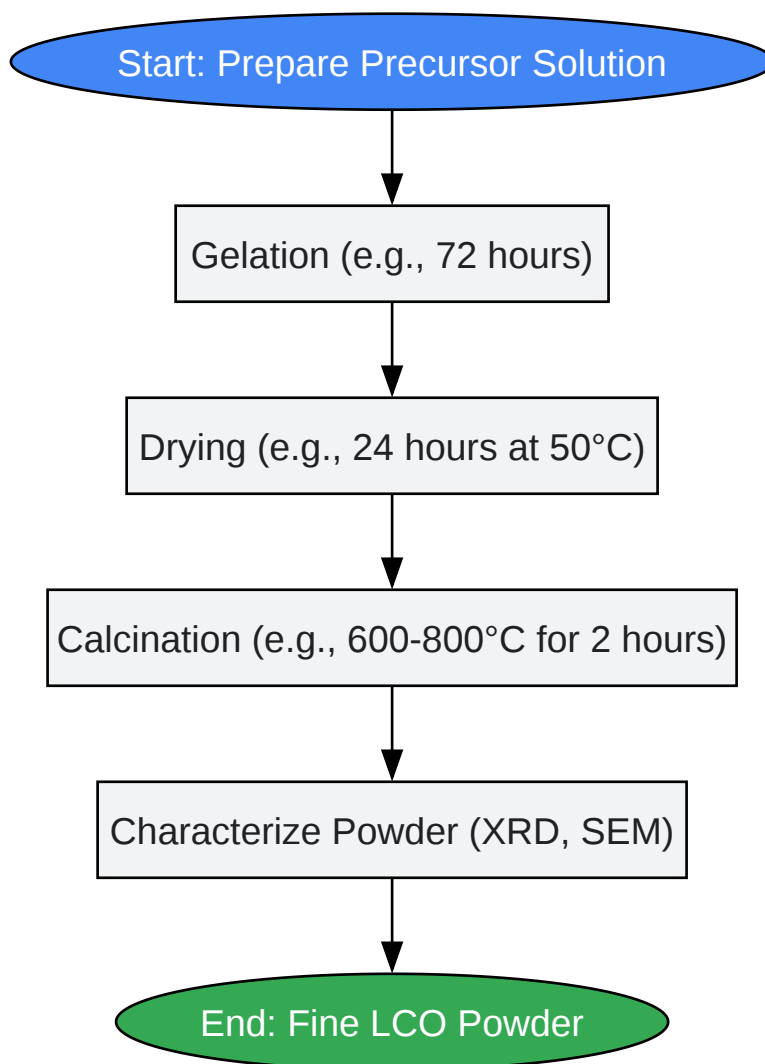 Start: Prepare Precursor Solution
Gelation (e.g., 72 hours)
Drying (e.g., 24 hours at 50°C)
Calcination (e.g., 600-800°C for 2 hours)
Characterize Powder (XRD, SEM)
End: Fine LCO Powder